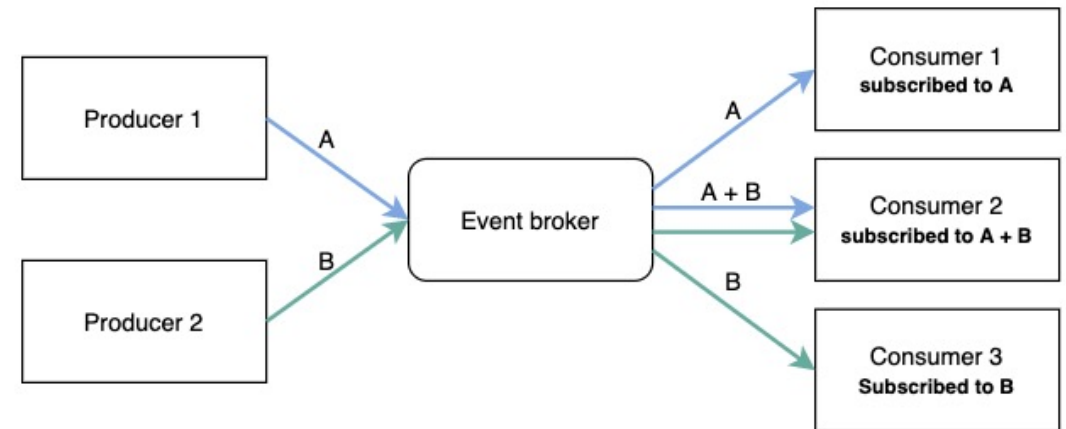 Producer 1
A
Producer 2
B
Event broker
A
A + B
B
Consumer 1
subscribed to A
Consumer 2
subscribed to A + B
Consumer 3
Subscribed to B